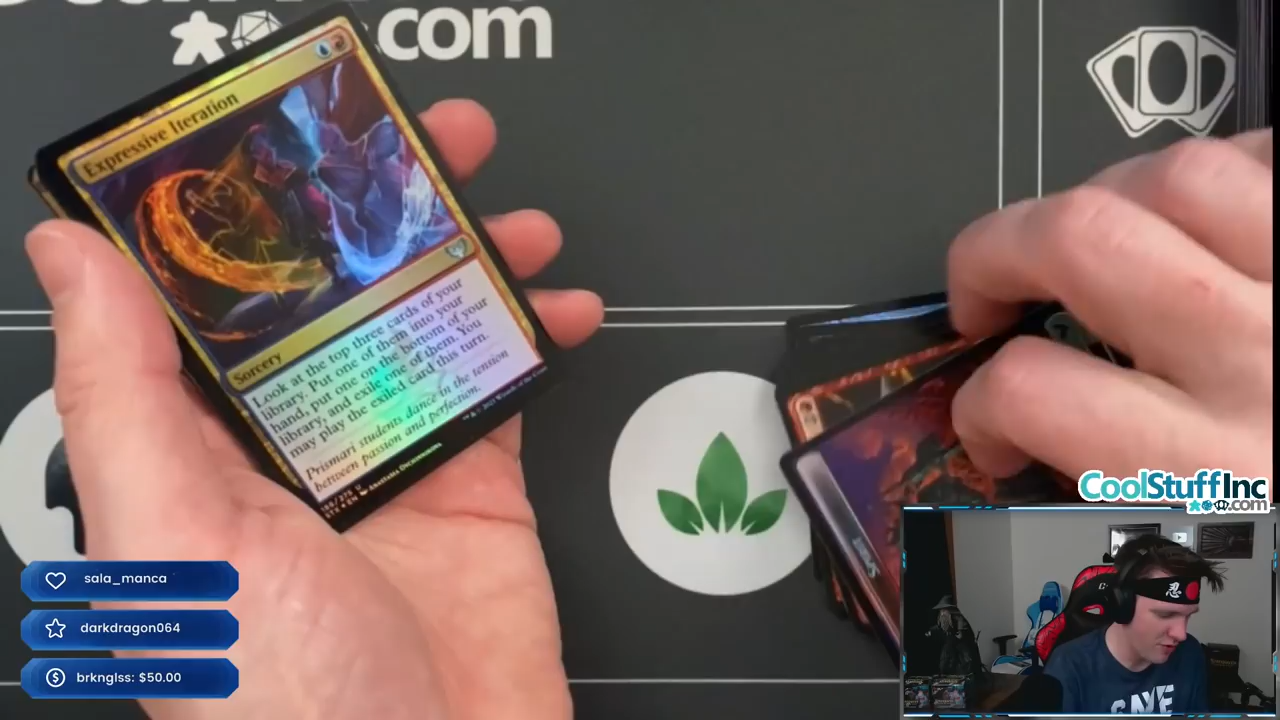 .com
Expressive Iteration
Sorcery
Look at the top three cards of your
library. Put one of them into your
hand, put one on the bottom of your
library, and exile one of them. You
may play the exiled card this turn.
Prismari students dance in the tension
between passion and perfection.
CoolStuffInc
.com
sala_manca
darkdragon064
brknglss: $50.00